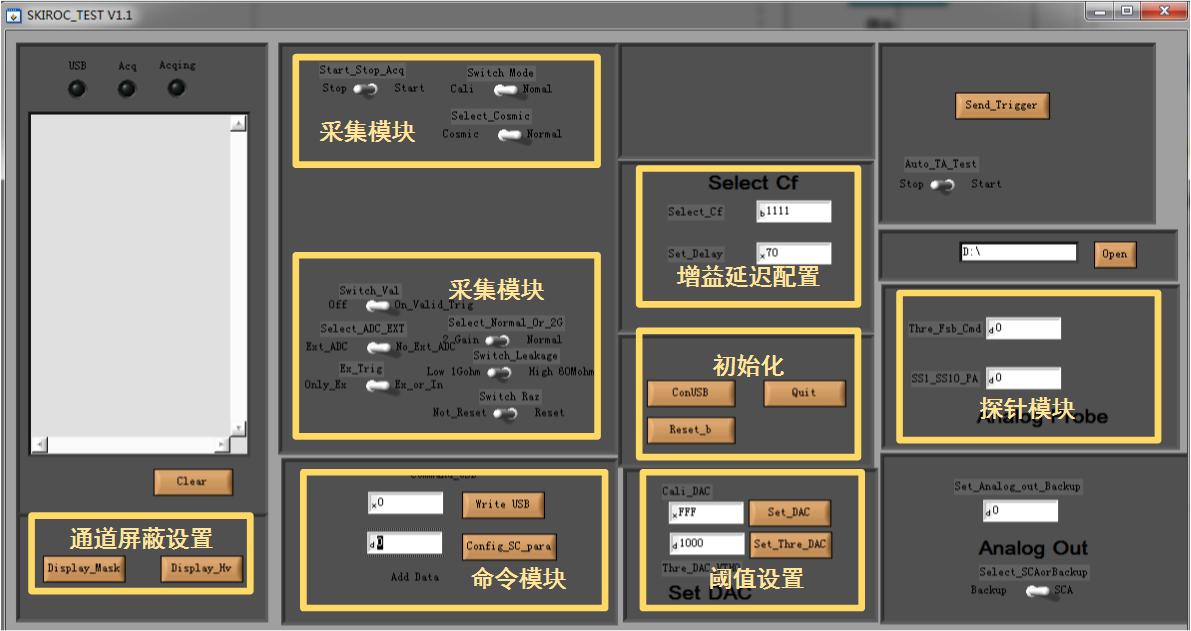 SKIROC_TEST V1.1
USB Acq Acqing
Clear
通道屏蔽设置
Display_Mask Display_Hv
Start_Stop_Acq
Stop Start
Switch Mode
Cali Nomal
Select_Cosmic
Cosmic Normal
采集模块
采集模块
Switch_Val
Off On_Valid_Trig
Select_ADC_EXT
Ext_ADC No_Ext_ADC
Ex_Trig
Only_Ex Ex_or_In
Select_Normal_Or_2G
2_Gain Normal
Switch_Leakage
Low 1Gohm High 60Mohm
Switch Raz
Not_Reset Reset
x0 Write USB
d0 Config_SC_para
Add Data
命令模块
Select Cf
Select_Cf b1111
Set_Delay x70
增益延迟配置
初始化
ConUSB Quit
Reset_b
Cali_DAC
xFFF Set_DAC
d1000 Set_Thre_DAC
阈值设置
Set DAC
Send_Trigger
Auto_TA_Test
Stop Start
D:\ Open
Thre_Fsb_Cmd d0
SS1_SS10_PA d0
探针模块
Analog Probe
Set_Analog_out_Backup
d0
Analog Out
Select_SCAorBackup
Backup SCA